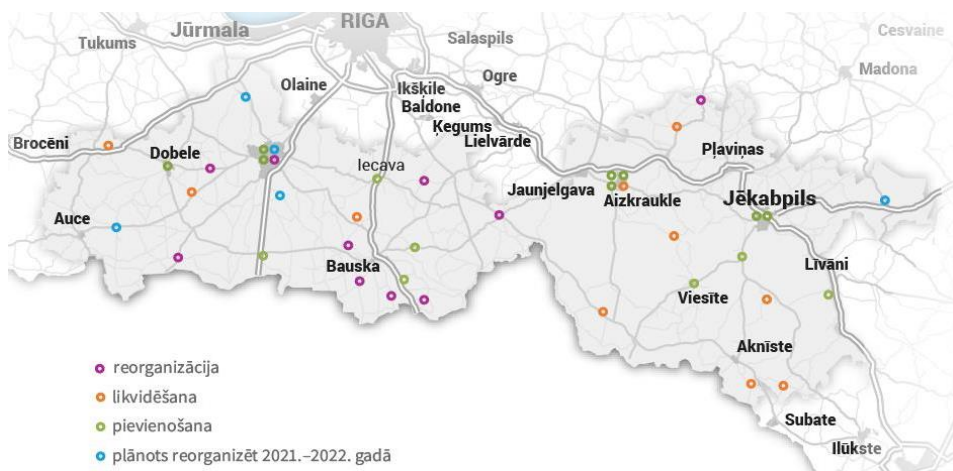 RIGA
Jūrmala
Cesvaine
Tukums
Salaspils
Madona
Olaine
Ogre
Ikšķile
Baldone
Brocēni
Ķegums
Lielvārde
Dobele
Pļaviņas
Iecava
Jaunjelgava
Aizkraukle
Jēkabpils
Auce
Bauska
Līvāni
Viesīte
Aknīste
Subate
Ilūkste
reorganizācija
likvidēšana
pievienošana
plānots reorganizēt 2021.–2022. gadā